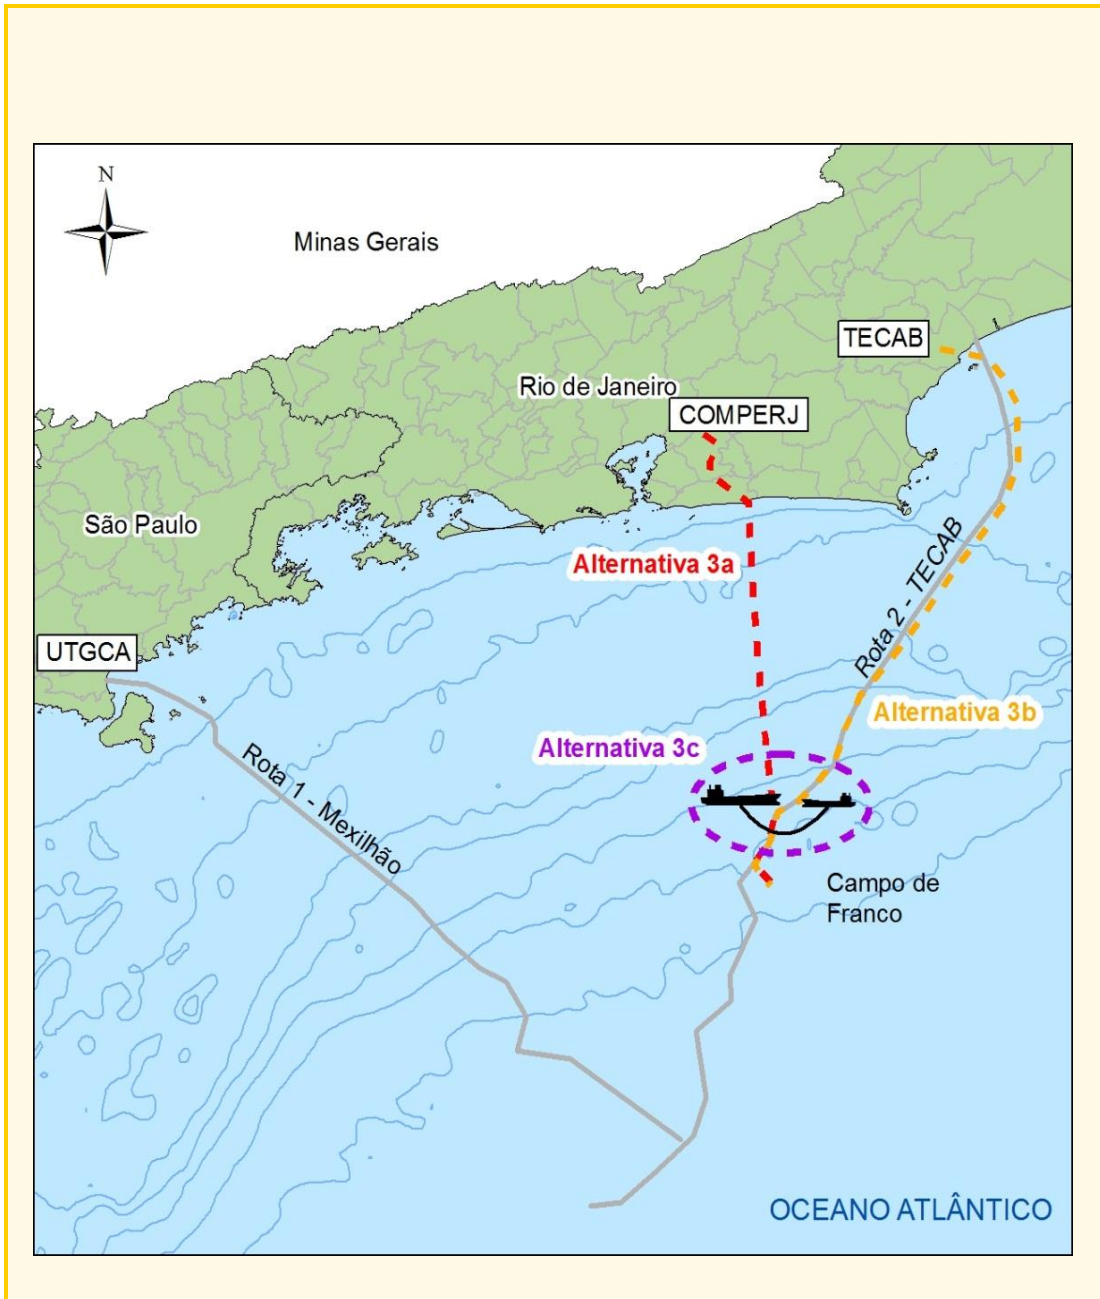 N
Minas Gerais
TECAB
Rio de Janeiro
COMPERJ
São Paulo
Alternativa 3a
Rota 2 - TECAB
UTGCA
Alternativa 3b
Alternativa 3c
Rota 1 - Mexilhão
Campo de
Franco
OCEANO ATLÂNTICO